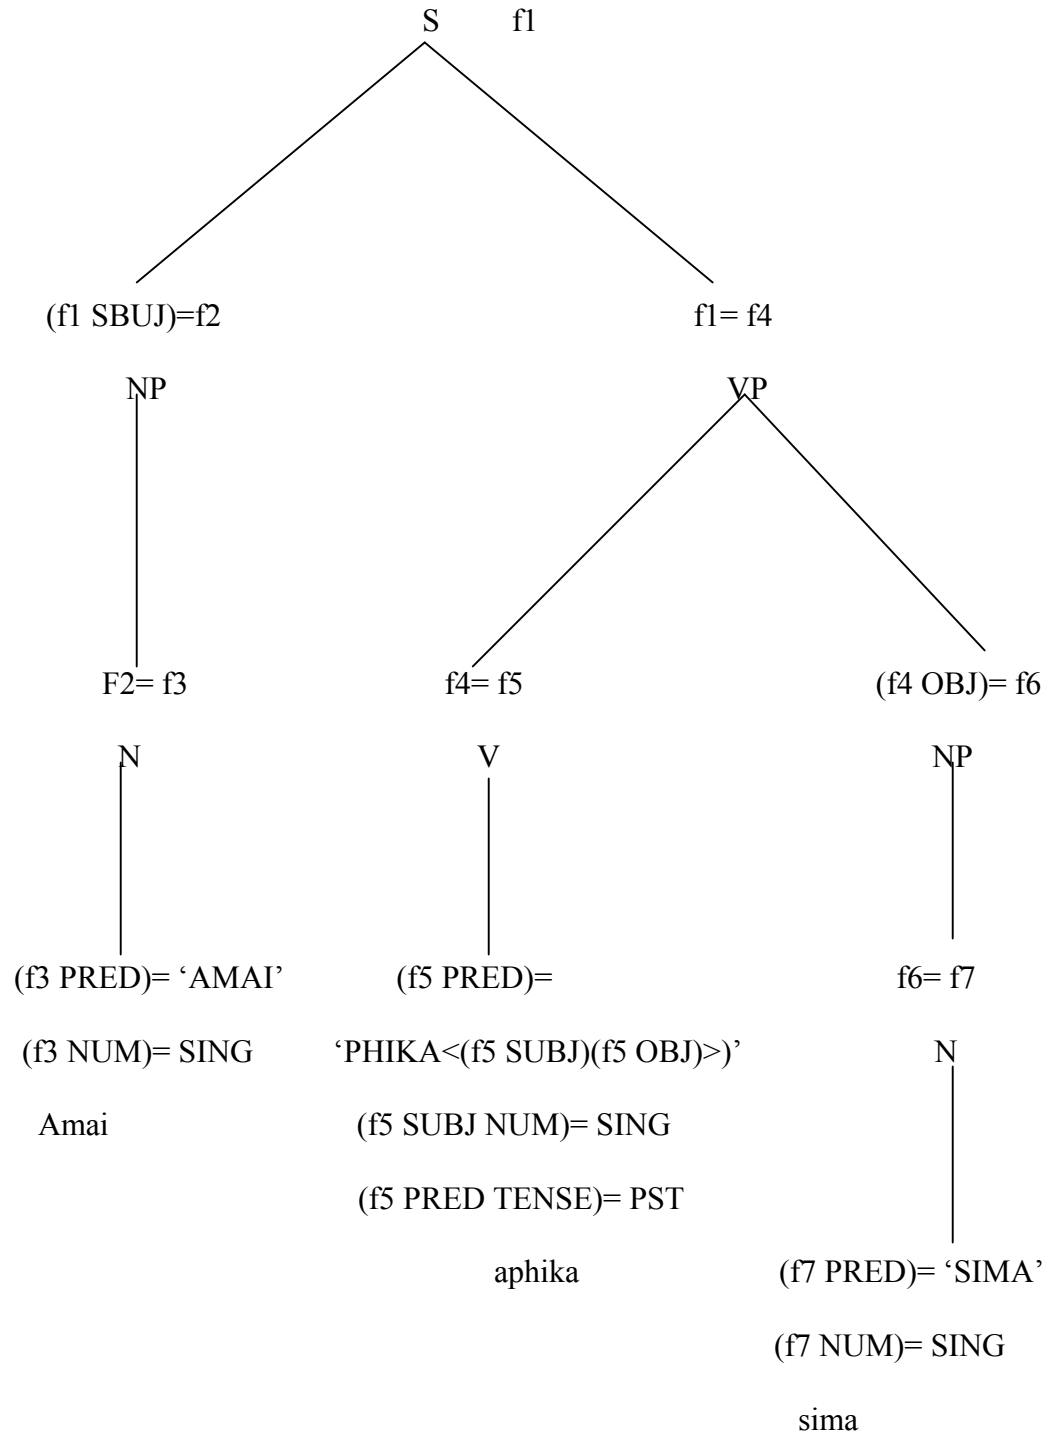 S f1
(f1 SBUJ)=f2 f1= f4
NP VP
F2= f3 f4= f5 (f4 OBJ)= f6
N V NP
(f3 PRED)= ‘AMAI’ (f5 PRED)= f6= f7
(f3 NUM)= SING ‘PHIKA<(f5 SUBJ)(f5 OBJ)>)’ N
Amai (f5 SUBJ NUM)= SING
(f5 PRED TENSE)= PST
aphika (f7 PRED)= ‘SIMA’
(f7 NUM)= SING
sima